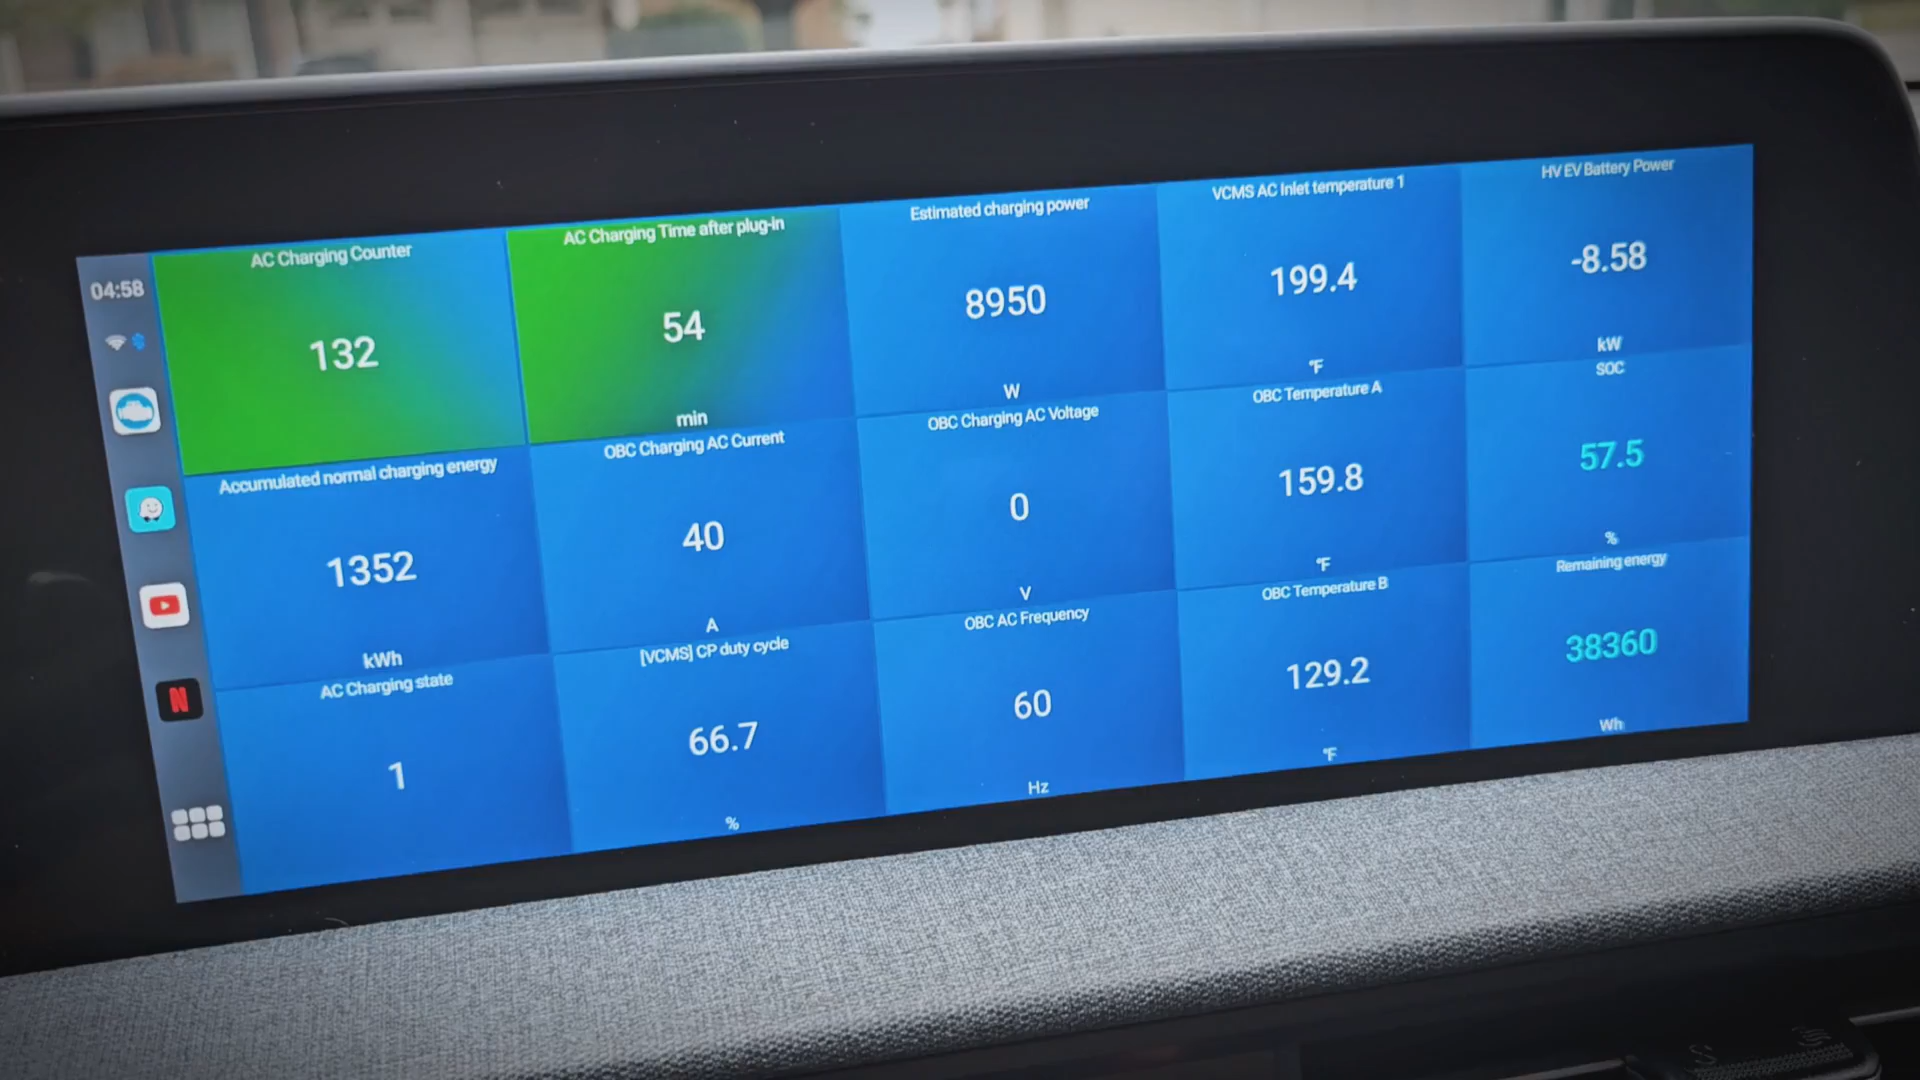 04:58
AC Charging Counter
132
AC Charging Time after plug-in
54
min
Estimated charging power
8950
W
VCMS AC Inlet temperature 1
199.4
°F
HV EV Battery Power
-8.58
kW
Accumulated normal charging energy
1352
kWh
OBC Charging AC Current
40
A
OBC Charging AC Voltage
0
V
OBC Temperature A
159.8
°F
SOC
57.5
%
AC Charging state
1
[VCMS] CP duty cycle
66.7
%
OBC AC Frequency
60
Hz
OBC Temperature B
129.2
°F
Remaining energy
38360
Wh
N